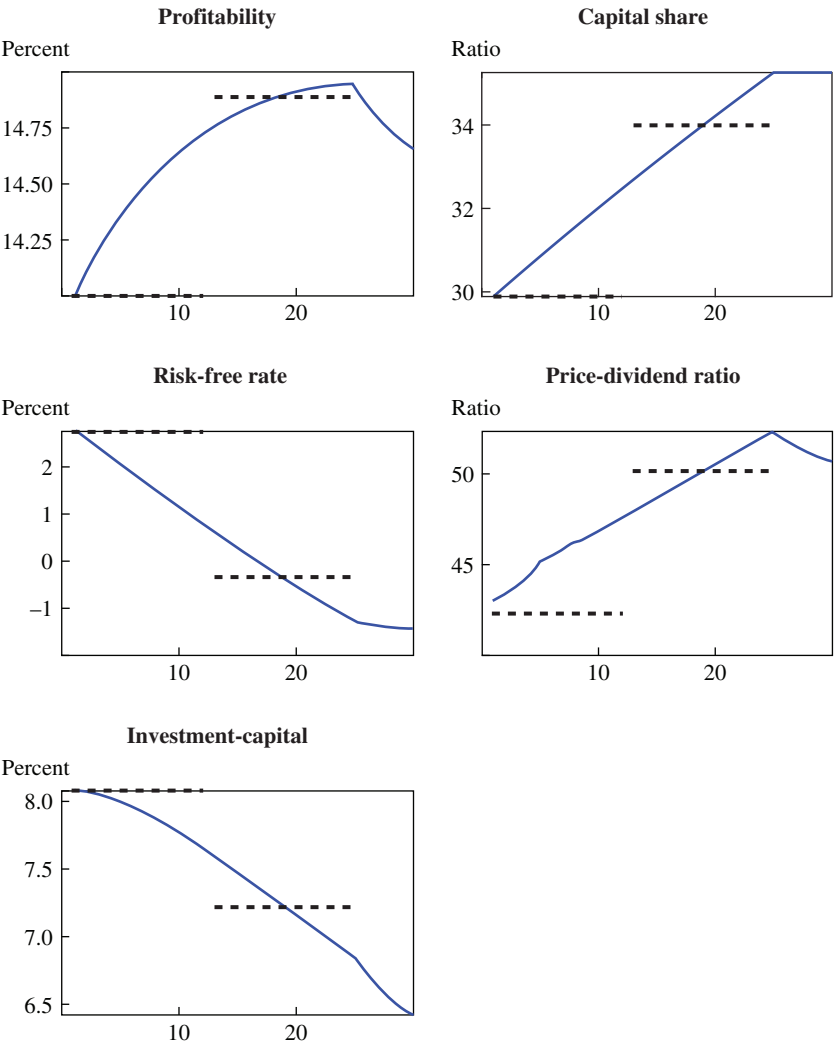 Profitability
Percent
14.75
14.50
14.25
10 20
Capital share
Ratio
34
32
30
10 20
Risk-free rate
Percent
2
1
0
–1
10 20
Price-dividend ratio
Ratio
50
45
10 20
Investment-capital
Percent
8.0
7.5
7.0
6.5
10 20